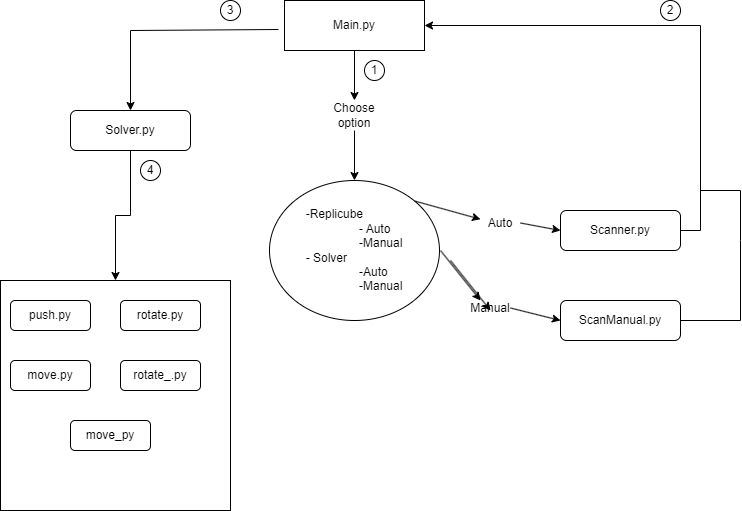 3
Main.py
2
1
Choose
option
Solver.py
4
-Replicube
- Auto
-Manual
- Solver
-Auto
-Manual
Auto
Scanner.py
Manual
ScanManual.py
push.py
rotate.py
move.py
rotate_.py
move_py